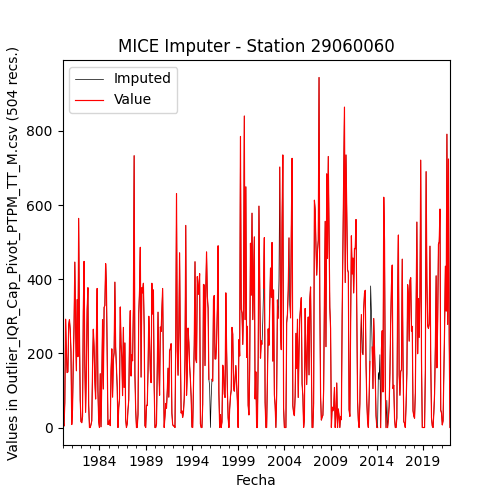 MICE Imputer - Station 29060060
Imputed
Value
Values in Outlier_IQR_Cap_Pivot_PTPM_TT_M.csv (504 recs.)
800
600
400
200
0
1984 1989 1994 1999 2004 2009 2014 2019
Fecha